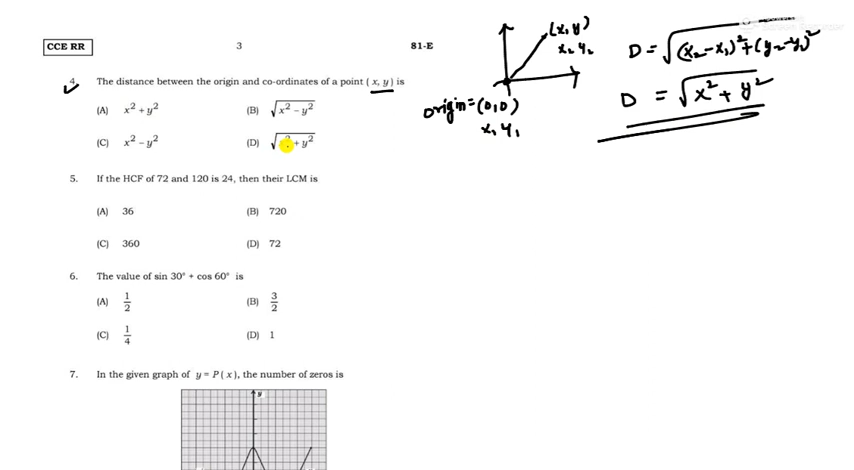 CCE RR 3 81-E
4. The distance between the origin and co-ordinates of a point ( x, y ) is
(A) x² + y² (B) √(x² − y²)
(C) x² − y² (D) √(x² + y²)
5. If the HCF of 72 and 120 is 24, then their LCM is
(A) 36 (B) 720
(C) 360 (D) 72
6. The value of sin 30° + cos 60° is
(A) 1/2 (B) 3/2
(C) 1/4 (D) 1
7. In the given graph of y = P ( x ), the number of zeros is
y
(x, y)
x₂ y₂
origin = (0, 0)
x₁ y₁
D = √((x₂ − x₁)² + (y₂ − y₁)²)
D = √(x² + y²)